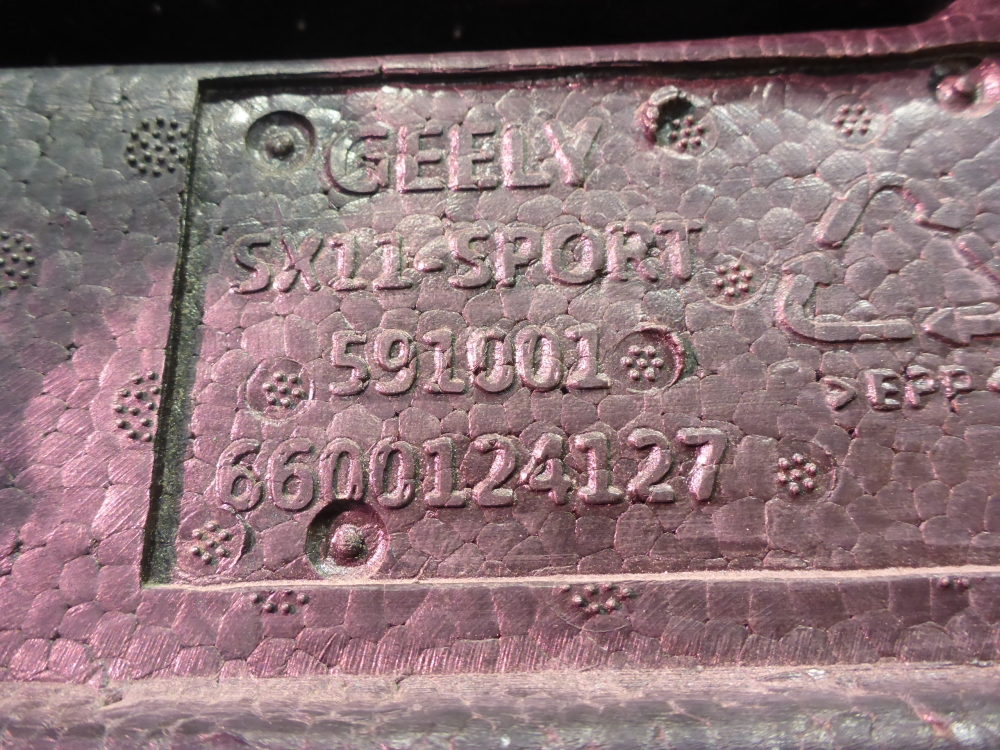 GEELY
SX11-SPORT
591001
6600124127
>EPP<